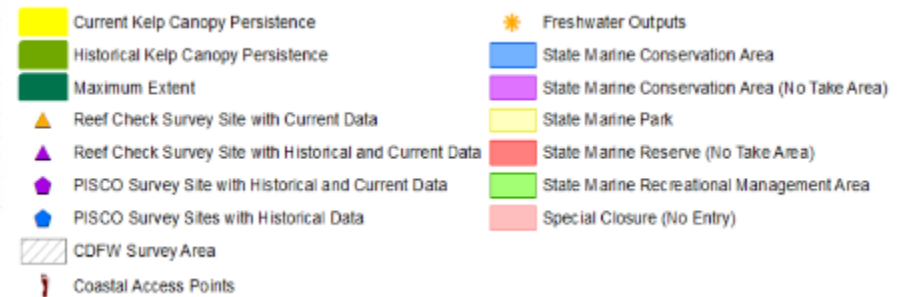 Current Kelp Canopy Persistence
Historical Kelp Canopy Persistence
Maximum Extent
Reef Check Survey Site with Current Data
Reef Check Survey Site with Historical and Current Data
PISCO Survey Site with Historical and Current Data
PISCO Survey Sites with Historical Data
CDFW Survey Area
Coastal Access Points
Freshwater Outputs
State Marine Conservation Area
State Marine Conservation Area (No Take Area)
State Marine Park
State Marine Reserve (No Take Area)
State Marine Recreational Management Area
Special Closure (No Entry)